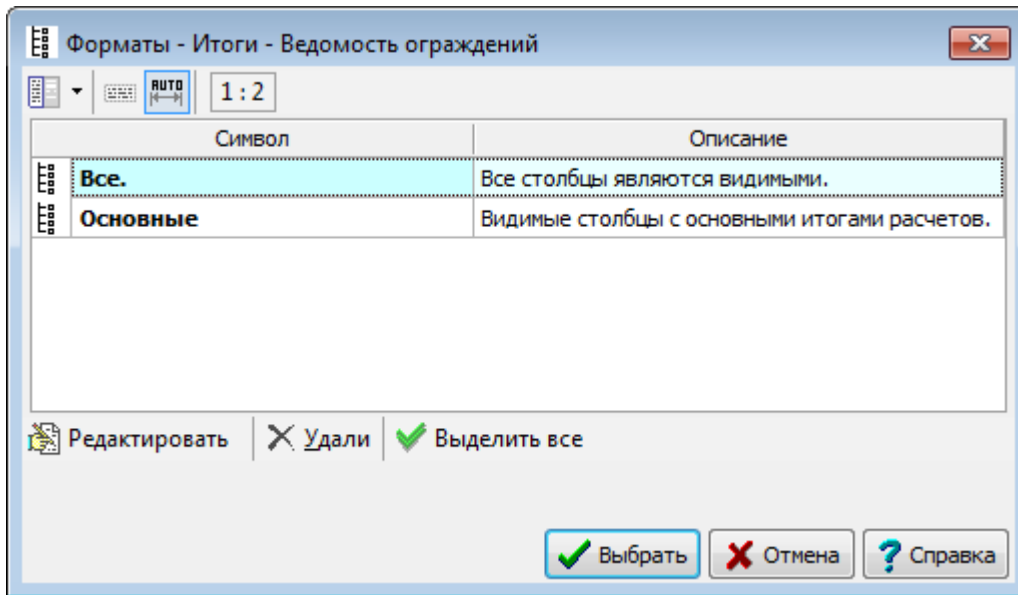 Форматы - Итоги - Ведомость ограждений
AUTO 1:2
Символ Описание
Все. Все столбцы являются видимыми.
Основные Видимые столбцы с основными итогами расчетов.
Редактировать Удали Выделить все
Выбрать Отмена Справка